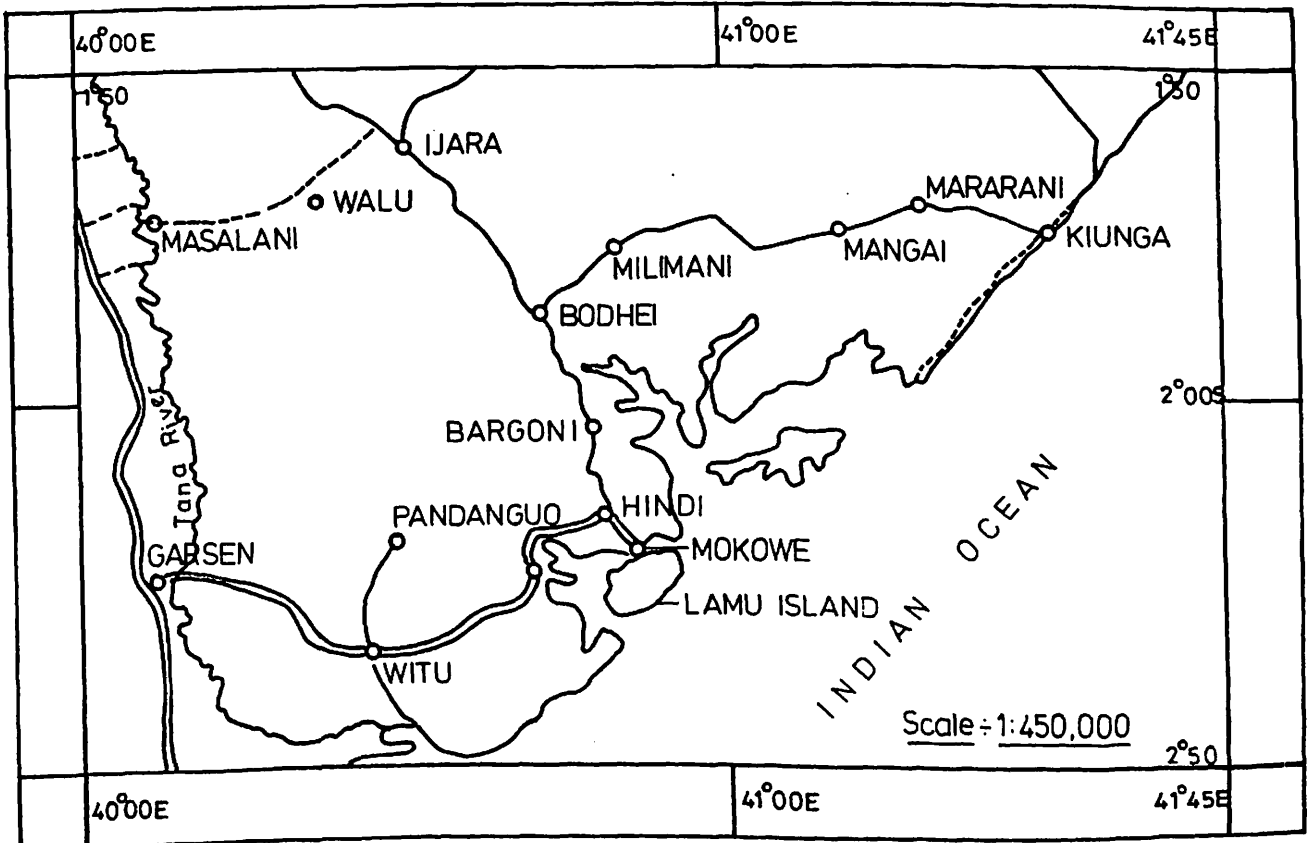 40°00E
41°00E
41°45E
1°50
1°50
IJARA
MARARANI
WALU
MASALANI
KIUNGA
MANGAI
MILIMANI
BODHEI
2°00S
Tana River
BARGONI
HINDI
PANDANGUO
GARSEN
MOKOWE
LAMU ISLAND
INDIAN OCEAN
WITU
Scale ÷ 1:450,000
2°50
40°00E
41°00E
41°45E